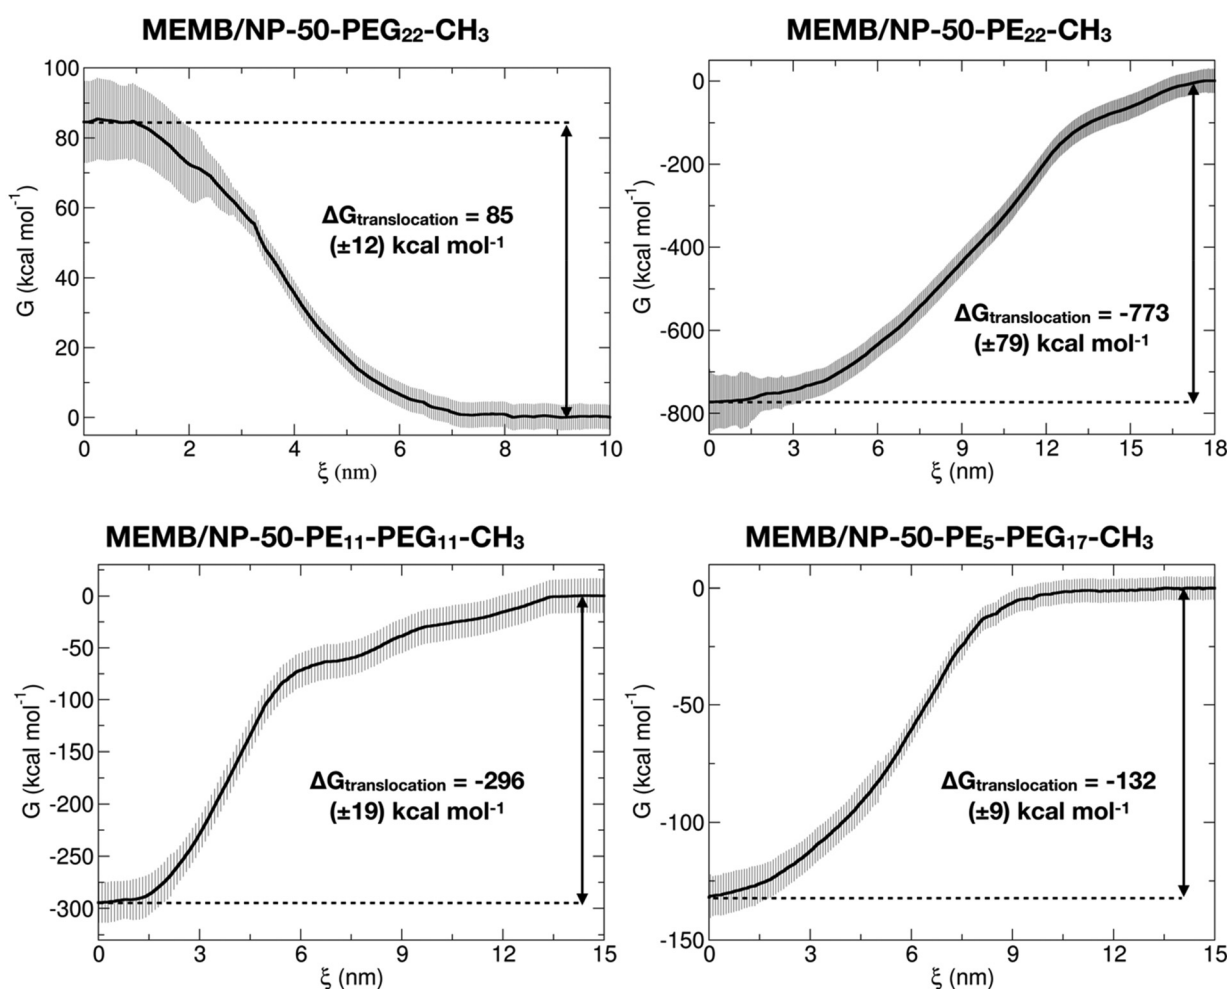 MEMB/NP-50-PEG₂₂-CH₃
100
80
60
40
20
0
G (kcal mol⁻¹)
ΔGtranslocation = 85
(±12) kcal mol⁻¹
0 2 4 6 8 10
ξ (nm)
MEMB/NP-50-PE₂₂-CH₃
0
-200
-400
-600
-800
G (kcal mol⁻¹)
ΔGtranslocation = -773
(±79) kcal mol⁻¹
0 3 6 9 12 15 18
ξ (nm)
MEMB/NP-50-PE₁₁-PEG₁₁-CH₃
0
-50
-100
-150
-200
-250
-300
G (kcal mol⁻¹)
ΔGtranslocation = -296
(±19) kcal mol⁻¹
0 3 6 9 12 15
ξ (nm)
MEMB/NP-50-PE₅-PEG₁₇-CH₃
0
-50
-100
-150
G (kcal mol⁻¹)
ΔGtranslocation = -132
(±9) kcal mol⁻¹
0 3 6 9 12 15
ξ (nm)